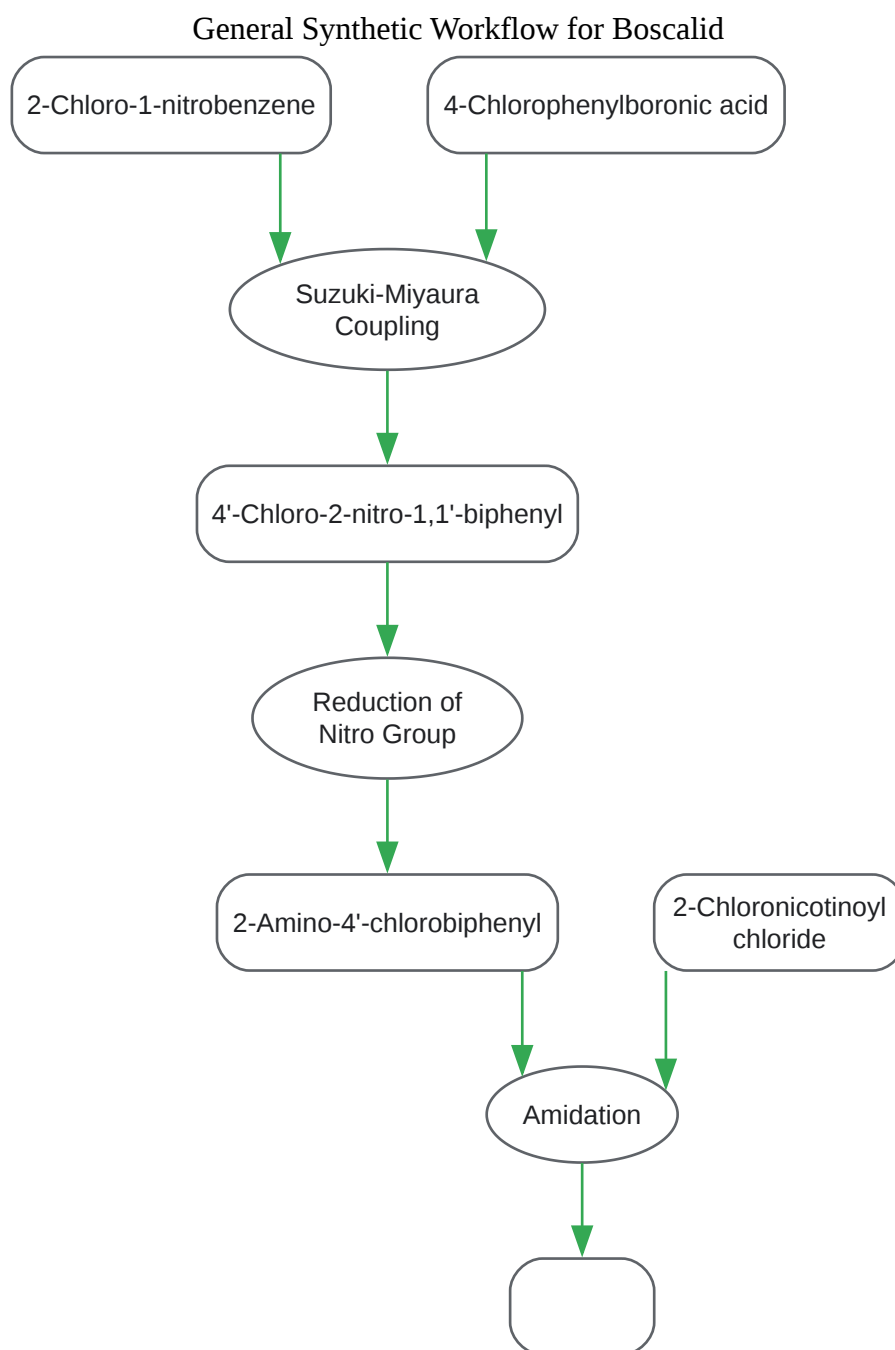 General Synthetic Workflow for Boscalid
2-Chloro-1-nitrobenzene
4-Chlorophenylboronic acid
Suzuki-Miyaura
Coupling
4'-Chloro-2-nitro-1,1'-biphenyl
Reduction of
Nitro Group
2-Amino-4'-chlorobiphenyl
2-Chloronicotinoyl
chloride
Amidation